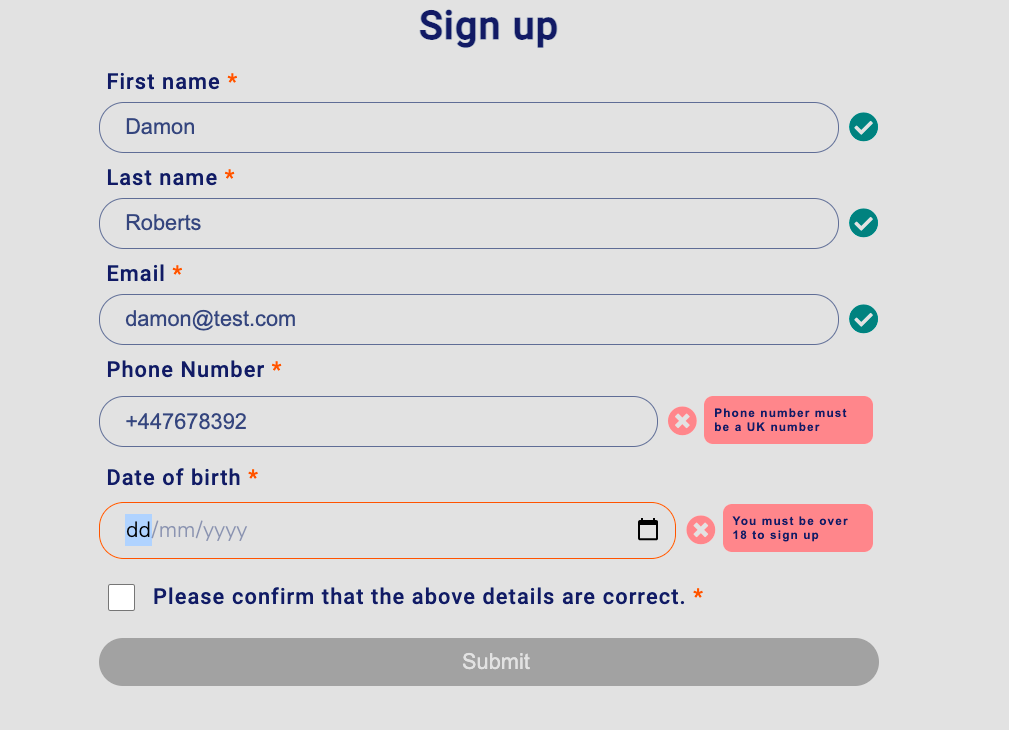 Sign up
First name *
Damon
Last name *
Roberts
Email *
damon@test.com
Phone Number *
+447678392
Phone number must
be a UK number
Date of birth *
dd/mm/yyyy
You must be over
18 to sign up
Please confirm that the above details are correct. *
Submit